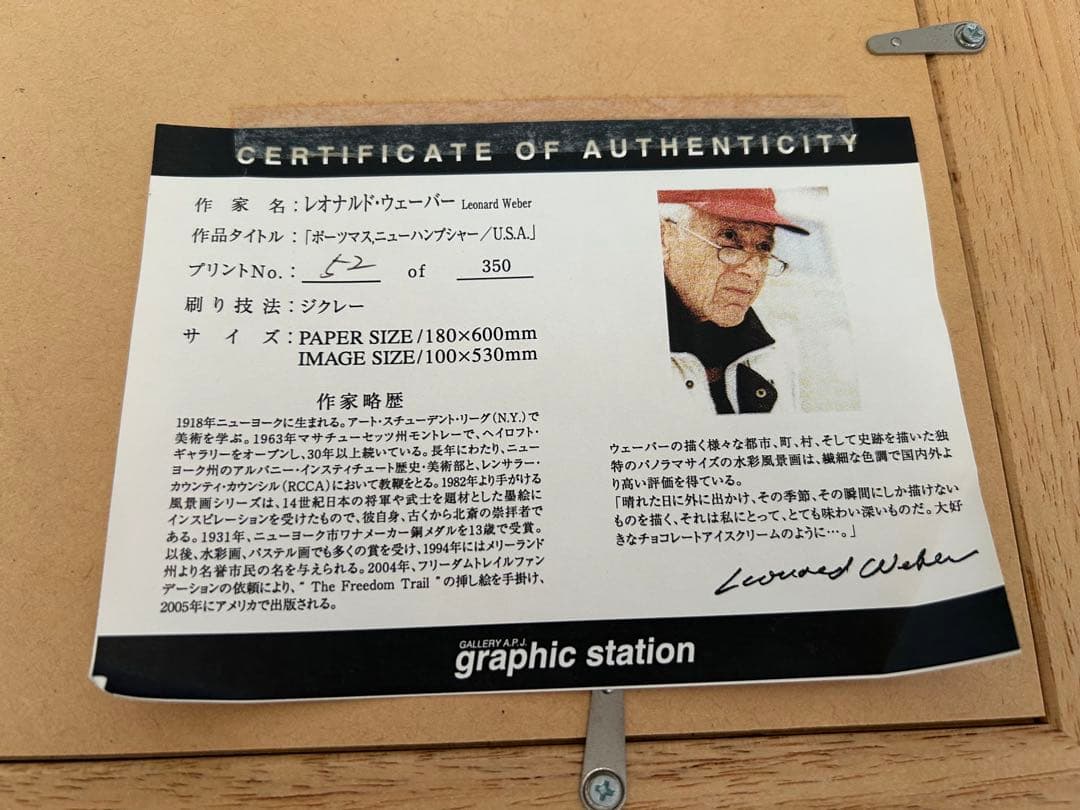 CERTIFICATE OF AUTHENTICITY
作家名：レオナルド・ウェーバー Leonard Weber
作品タイトル：「ポーツマス,ニューハンプシャー／U.S.A.」
プリントNo.： 52 of 350
刷り技法：ジクレー
サイズ：PAPER SIZE/180×600mm
IMAGE SIZE/100×530mm
作家略歴
1918年ニューヨークに生まれる。アート・スチューデント・リーグ(N.Y.)で
美術を学ぶ。1963年マサチューセッツ州モントレーで、ヘイロフト・
ギャラリーをオープンし、30年以上続いている。長年にわたり、ニュー
ヨーク州のアルバニー・インスティチュート歴史・美術部と、レンサラー・
カウンティ・カウンシル(RCCA)において教鞭をとる。1982年より手がける
風景画シリーズは、14世紀日本の将軍や武士を題材とした墨絵に
インスピレーションを受けたもので、彼自身、古くから北斎の崇拝者で
ある。1931年、ニューヨーク市ワナメーカー銅メダルを13歳で受賞。
以後、水彩画、パステル画でも多くの賞を受け、1994年にはメリーランド
州より名誉市民の名を与えられる。2004年、フリーダムトレイルファン
デーションの依頼により、“ The Freedom Trail ”の挿し絵を手掛け、
2005年にアメリカで出版される。
ウェーバーの描く様々な都市、町、村、そして史跡を描いた独
特のパノラマサイズの水彩風景画は、繊細な色調で国内外よ
り高い評価を得ている。
「晴れた日に外に出かけ、その季節、その瞬間にしか描けない
ものを描く、それは私にとって、とても味わい深いものだ。大好
きなチョコレートアイスクリームのように…。」
Leonard Weber
GALLERY A.P.J.
graphic station